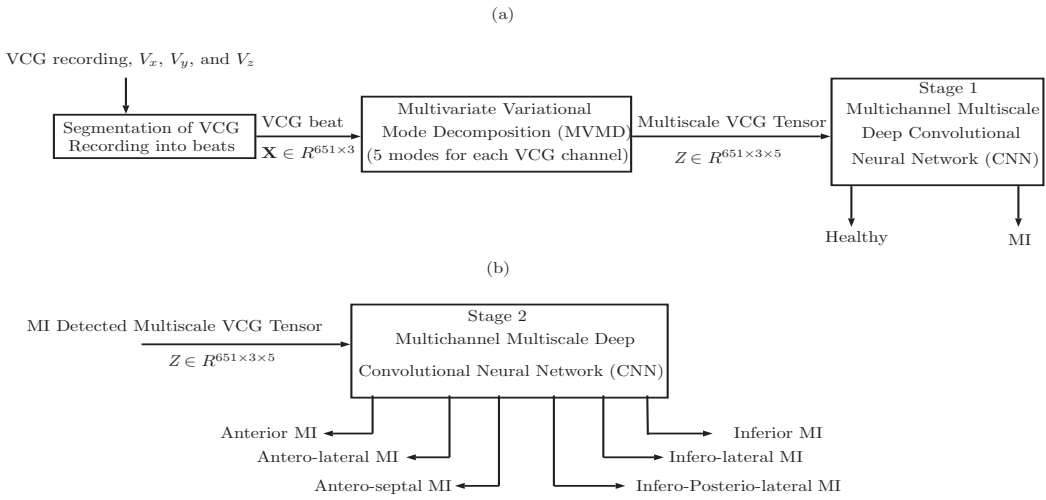 (a)
VCG recording, Vx, Vy, and Vz
Segmentation of VCG
Recording into beats
VCG beat
X ∈ R^651×3
Multivariate Variational
Mode Decomposition (MVMD)
(5 modes for each VCG channel)
Multiscale VCG Tensor
Z ∈ R^651×3×5
Stage 1
Multichannel Multiscale
Deep Convolutional
Neural Network (CNN)
Healthy
MI
(b)
MI Detected Multiscale VCG Tensor
Z ∈ R^651×3×5
Stage 2
Multichannel Multiscale Deep
Convolutional Neural Network (CNN)
Anterior MI
Antero-lateral MI
Antero-septal MI
Inferior MI
Infero-lateral MI
Infero-Posterio-lateral MI